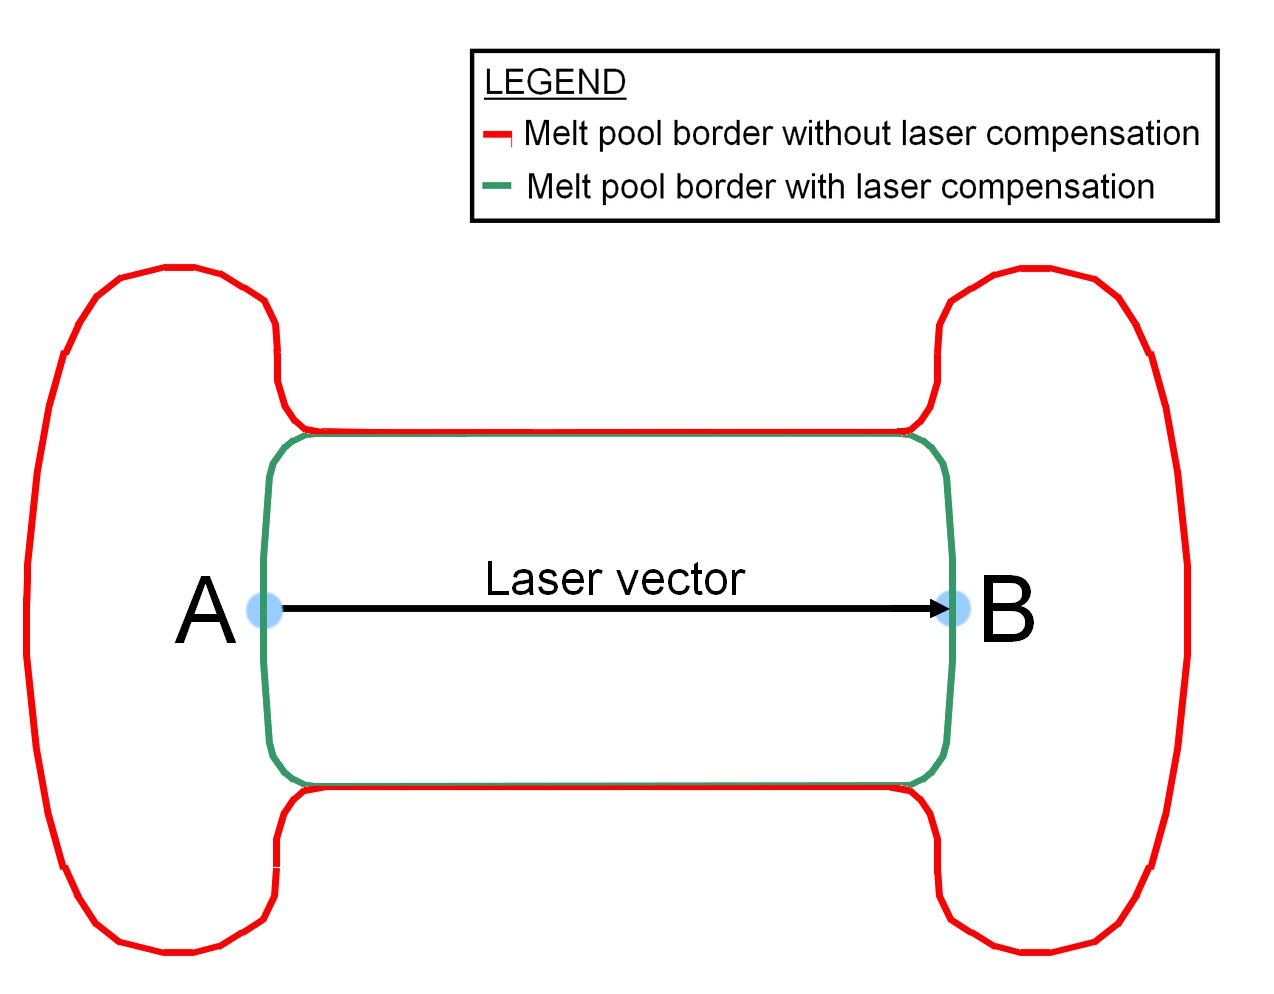 LEGEND
Melt pool border without laser compensation
Melt pool border with laser compensation
Laser vector
A
B